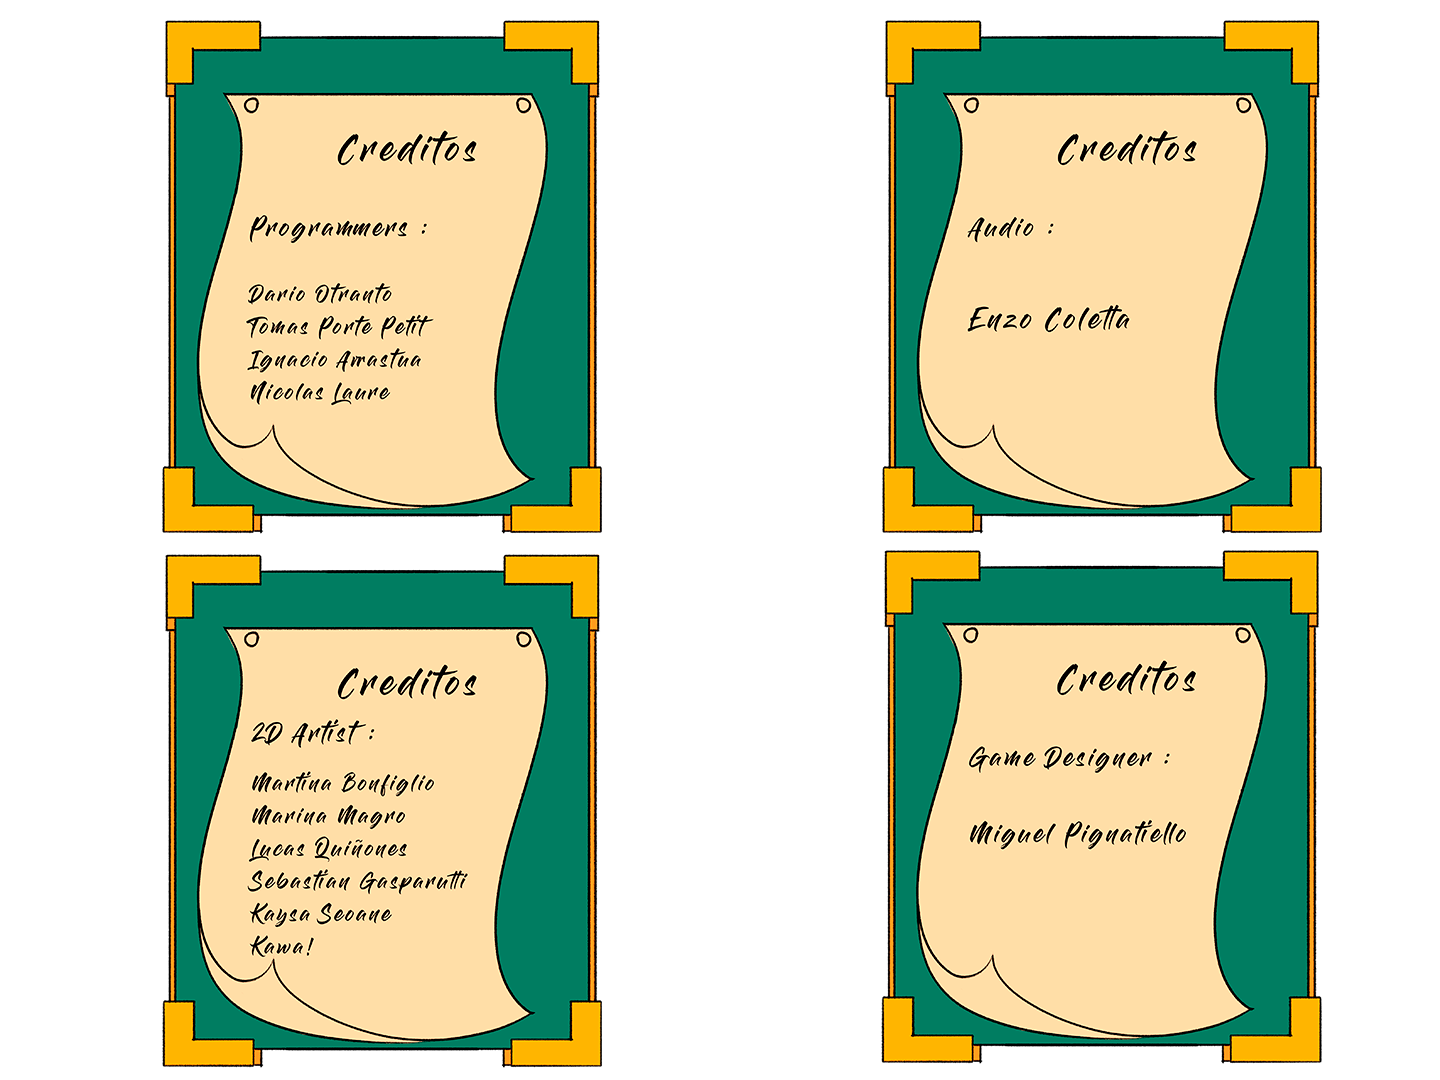 Creditos
Programmers :
Dario Otranto
Tomas Porte Petit
Ignacio Arrastua
Nicolas Laure
Creditos
Audio :
Enzo Coletta
Creditos
2D Artist :
Martina Bonfiglio
Marina Magro
Lucas Quiñones
Sebastian Gasparutti
Kaysa Seoane
Kawa!
Creditos
Game Designer :
Miguel Pignatiello